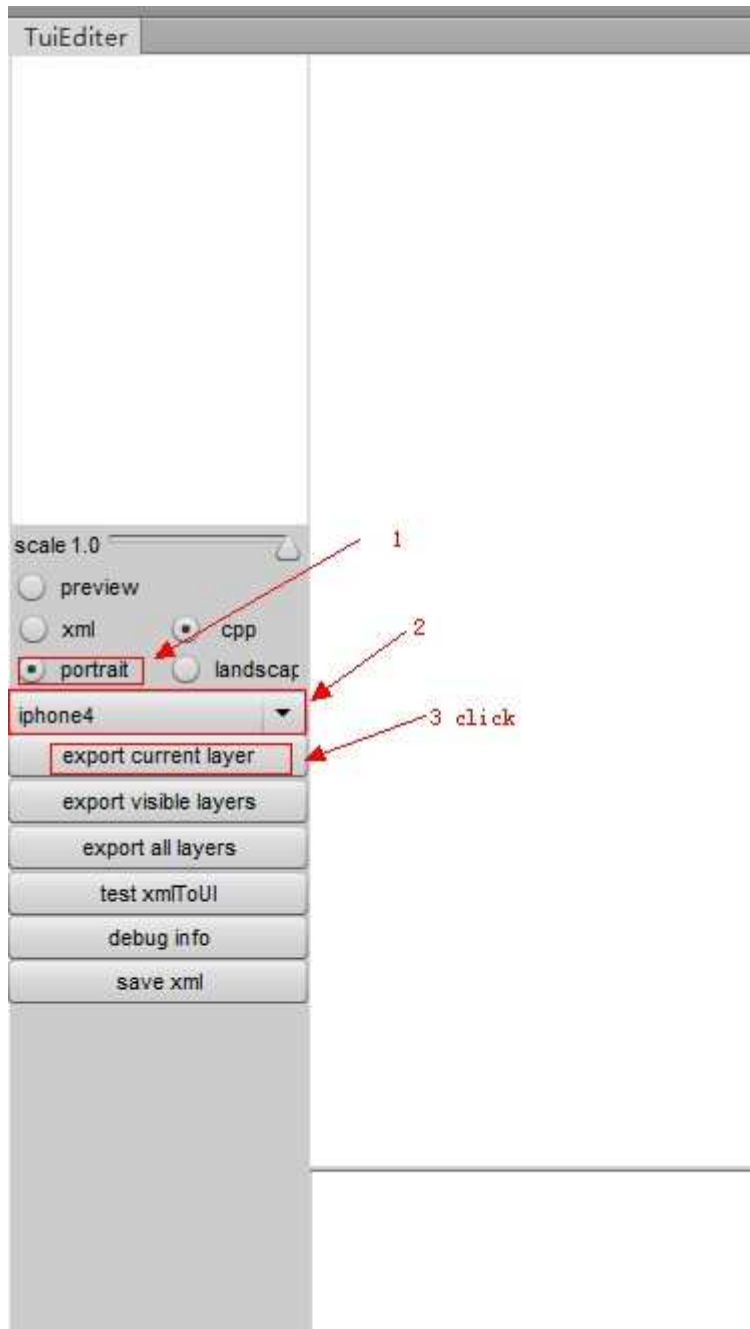 TuiEditer
scale 1.0
1
preview
xml cpp
2
portrait landscap
iphone4
3 click
export current layer
export visible layers
export all layers
test xmlToUI
debug info
save xml